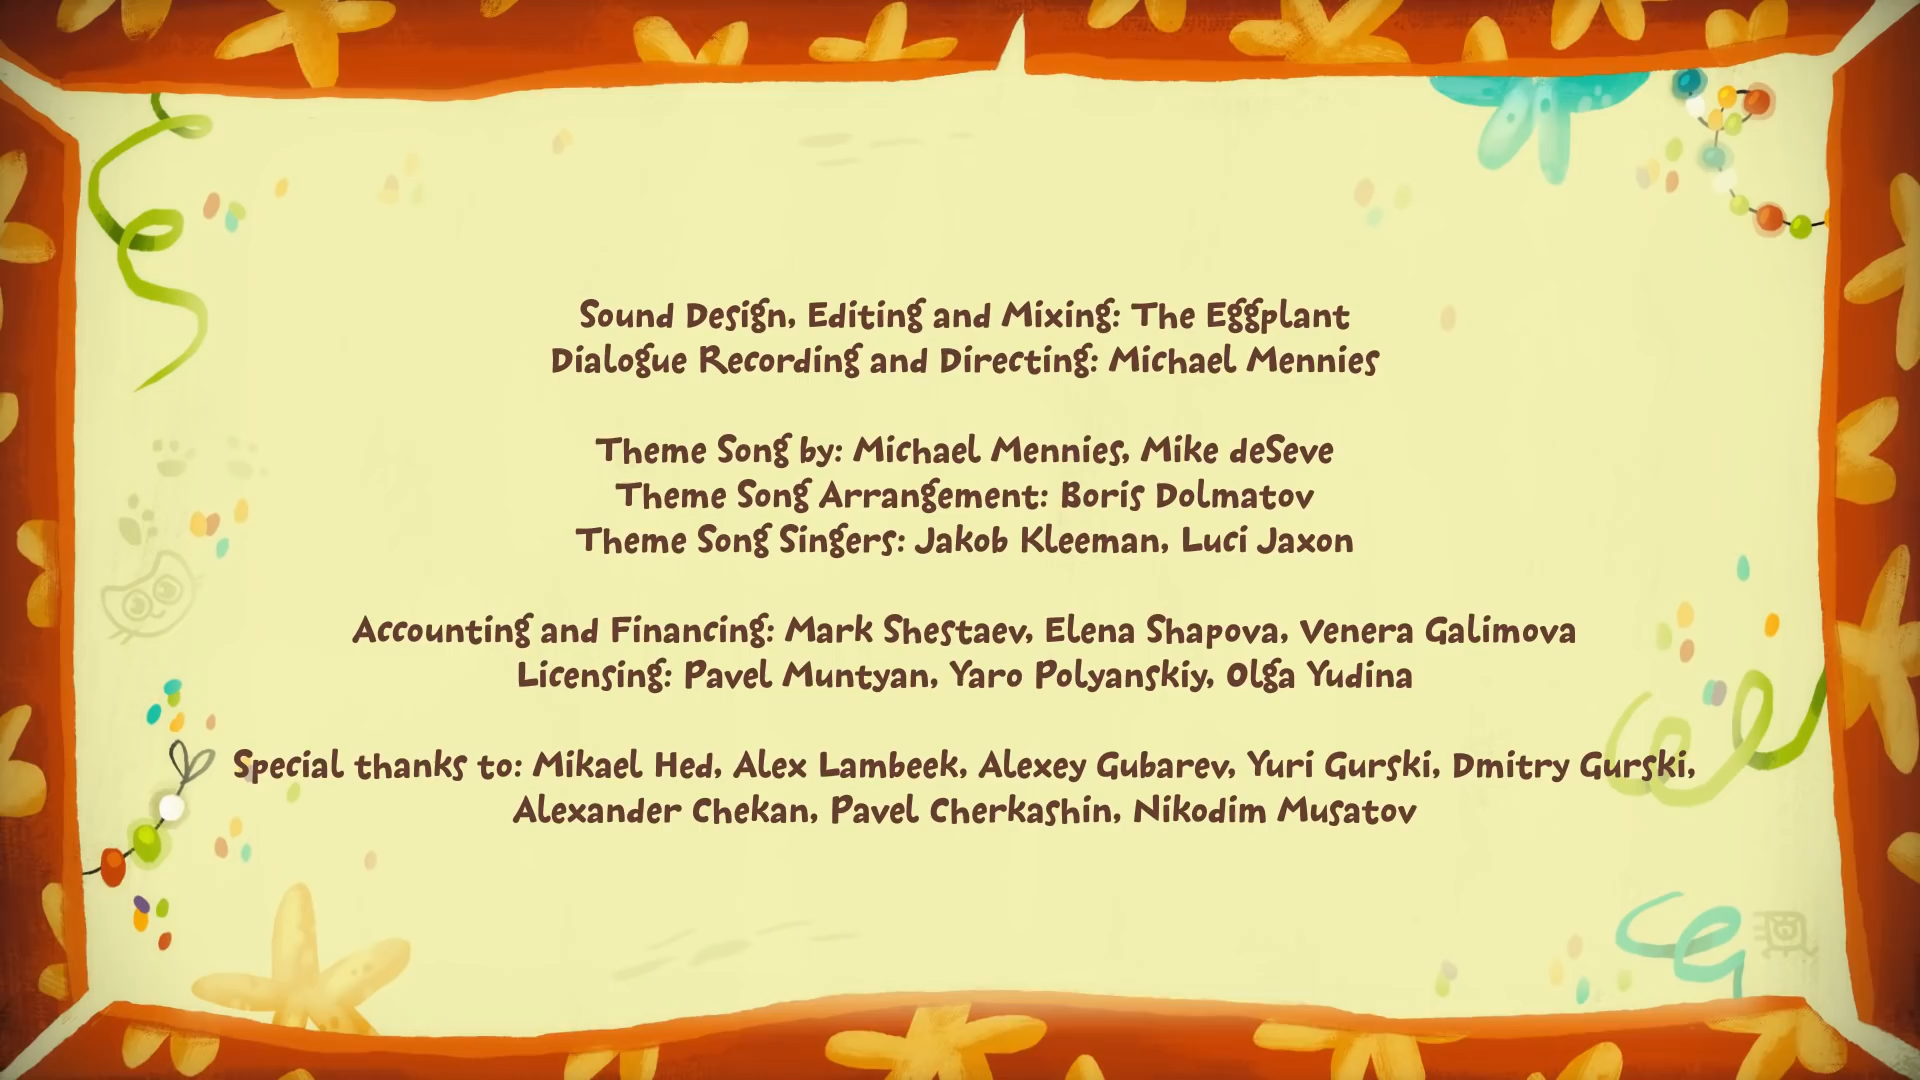 Sound Design, Editing and Mixing: The Eggplant
Dialogue Recording and Directing: Michael Mennies
Theme Song by: Michael Mennies, Mike deSeve
Theme Song Arrangement: Boris Dolmatov
Theme Song Singers: Jakob Kleeman, Luci Jaxon
Accounting and Financing: Mark Shestaev, Elena Shapova, Venera Galimova
Licensing: Pavel Muntyan, Yaro Polyanskiy, Olga Yudina
Special thanks to: Mikael Hed, Alex Lambeek, Alexey Gubarev, Yuri Gurski, Dmitry Gurski,
Alexander Chekan, Pavel Cherkashin, Nikodim Musatov